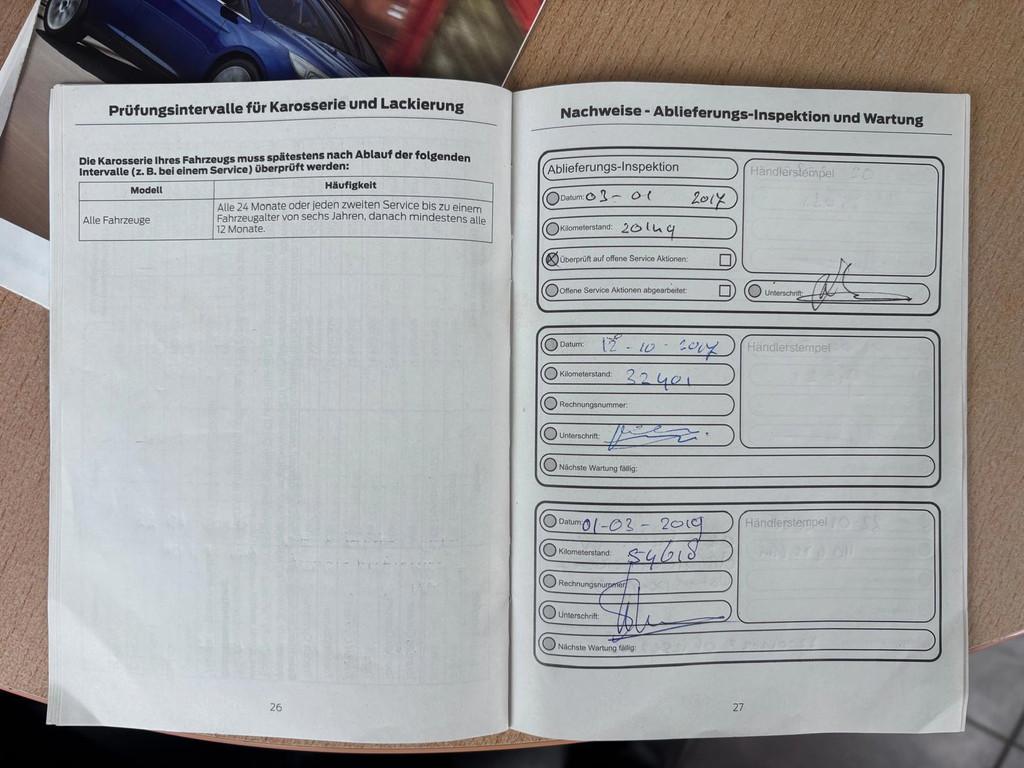 Prüfungsintervalle für Karosserie und Lackierung
Die Karosserie Ihres Fahrzeugs muss spätestens nach Ablauf der folgenden
Intervalle (z. B. bei einem Service) überprüft werden:
Modell
Häufigkeit
Alle Fahrzeuge
Alle 24 Monate oder jeden zweiten Service bis zu einem
Fahrzeugalter von sechs Jahren, danach mindestens alle
12 Monate.
26
Nachweise - Ablieferungs-Inspektion und Wartung
Ablieferungs-Inspektion
Händlerstempel
Datum: 03-01 2017
Kilometerstand:
Überprüft auf offene Service Aktionen:
Offene Service Aktionen abgearbeitet:
Unterschrift:
Datum: 12-10-2017
Händlerstempel
Kilometerstand: 32401
Rechnungsnummer:
Unterschrift:
Nächste Wartung fällig:
Datum: 01-03-2019
Händlerstempel
Kilometerstand: 54618
Rechnungsnummer:
Unterschrift:
Nächste Wartung fällig:
27